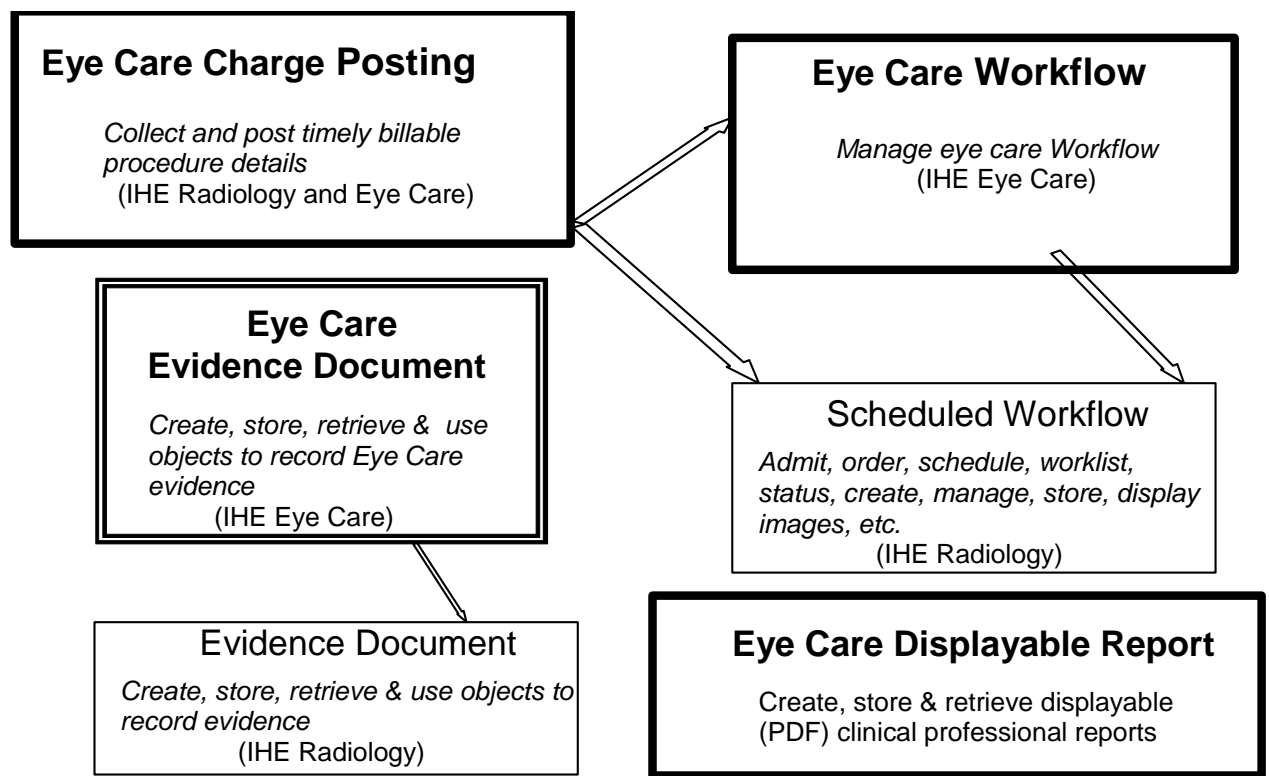 Eye Care Charge Posting
Collect and post timely billable
procedure details
(IHE Radiology and Eye Care)
Eye Care Workflow
Manage eye care Workflow
(IHE Eye Care)
Eye Care
Evidence Document
Create, store, retrieve & use
objects to record Eye Care
evidence
(IHE Eye Care)
Scheduled Workflow
Admit, order, schedule, worklist,
status, create, manage, store, display
images, etc.
(IHE Radiology)
Evidence Document
Create, store, retrieve & use objects to
record evidence
(IHE Radiology)
Eye Care Displayable Report
Create, store & retrieve displayable
(PDF) clinical professional reports